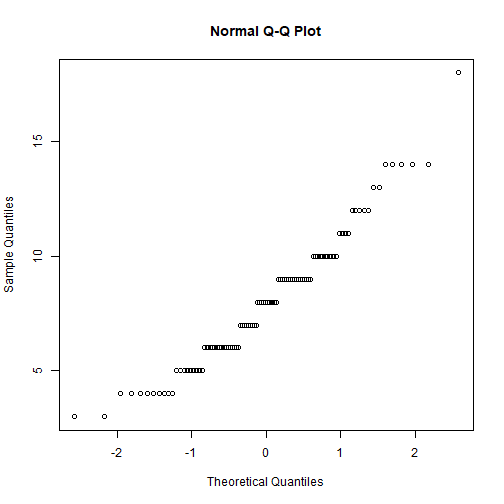 Normal Q-Q Plot
Sample Quantiles
15
10
5
-2 -1 0 1 2
Theoretical Quantiles